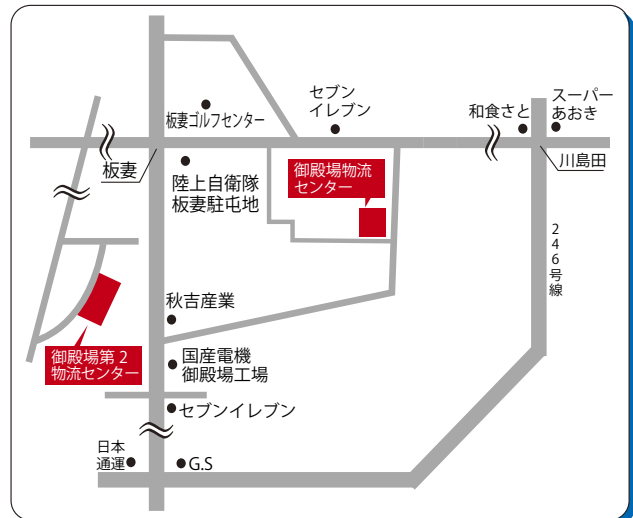 セブン
イレブン
スーパー
あおき
和食さと
板妻ゴルフセンター
板妻
川島田
陸上自衛隊
板妻駐屯地
御殿場物流
センター
246号線
秋吉産業
御殿場第2
物流センター
国産電機
御殿場工場
セブンイレブン
日本
通運
G.S